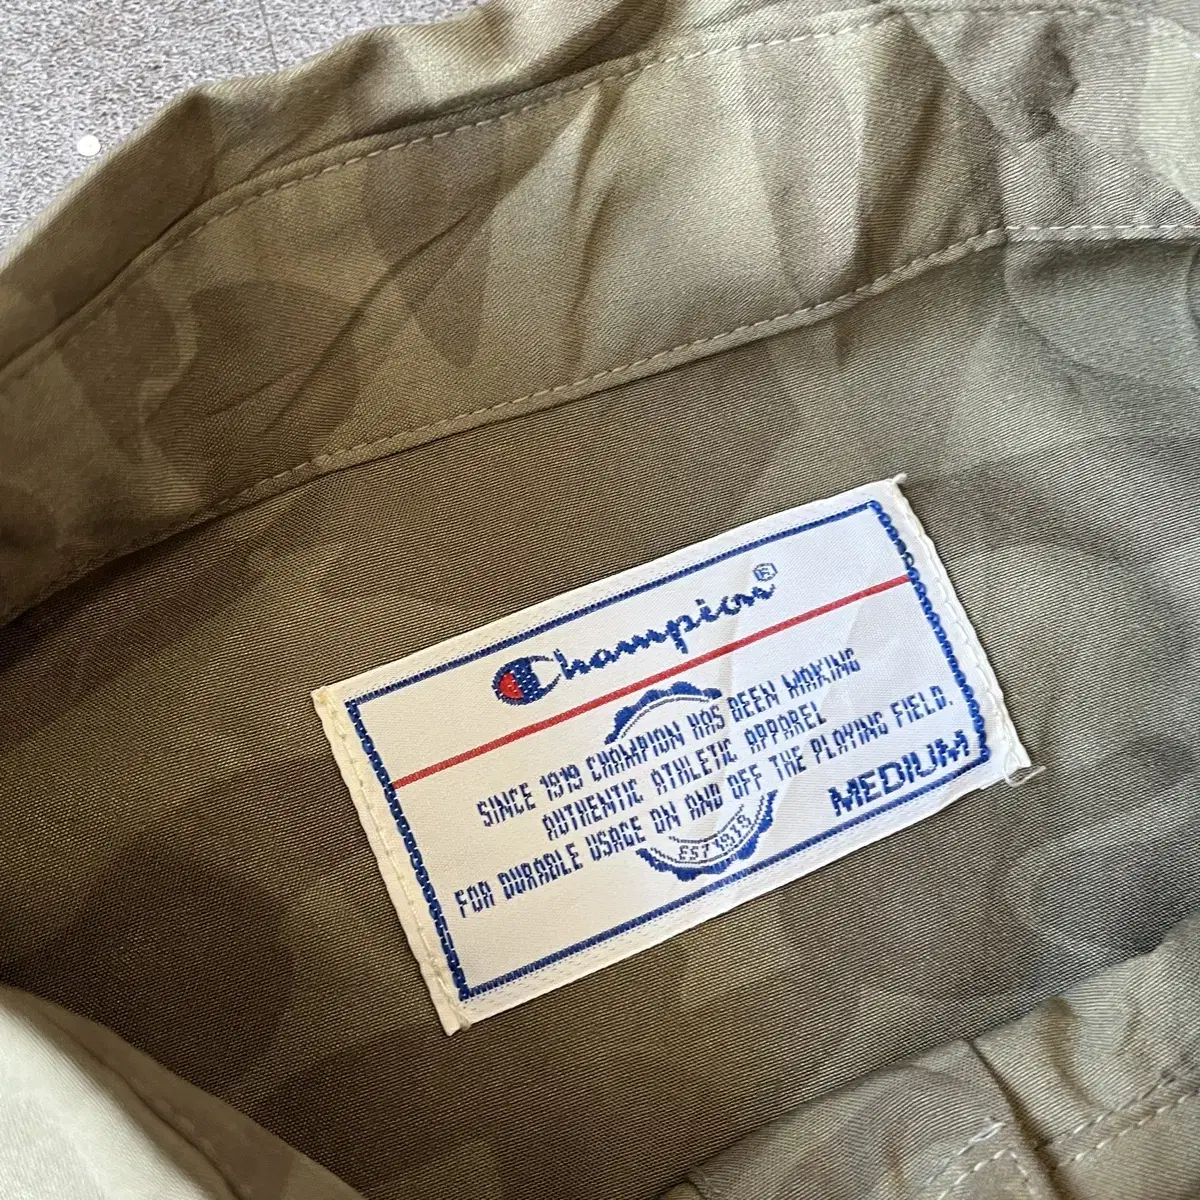 Champion®
SINCE 1919 CHAMPION HAS BEEN MAKING
AUTHENTIC ATHLETIC APPAREL
FOR DURABLE USAGE ON AND OFF THE PLAYING FIELD.
MEDIUM
EST 1919